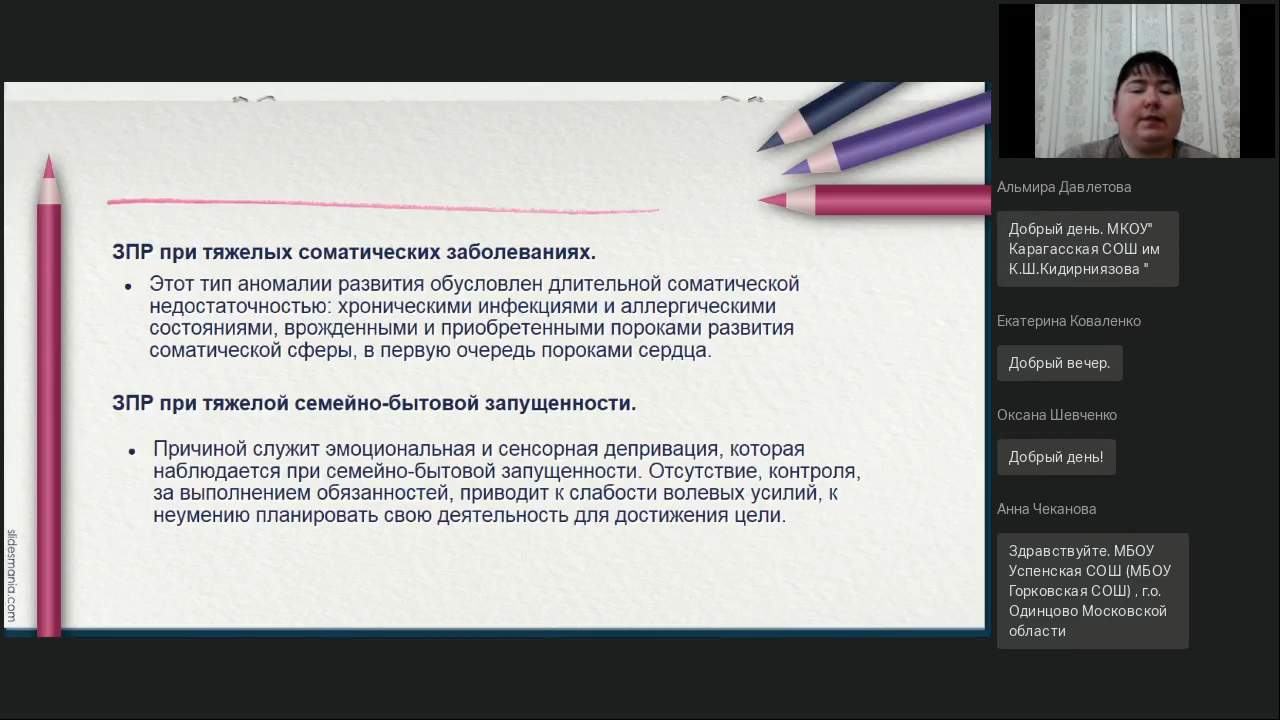 ЗПР при тяжелых соматических заболеваниях.
Этот тип аномалии развития обусловлен длительной соматической
недостаточностью: хроническими инфекциями и аллергическими
состояниями, врожденными и приобретенными пороками развития
соматической сферы, в первую очередь пороками сердца.
ЗПР при тяжелой семейно-бытовой запущенности.
Причиной служит эмоциональная и сенсорная депривация, которая
наблюдается при семейно-бытовой запущенности. Отсутствие, контроля,
за выполнением обязанностей, приводит к слабости волевых усилий, к
неумению планировать свою деятельность для достижения цели.
slidesmania.com
Альмира Давлетова
Добрый день. МКОУ"
Карагасская СОШ им
К.Ш.Кидирниязова "
Екатерина Коваленко
Добрый вечер.
Оксана Шевченко
Добрый день!
Анна Чеканова
Здравствуйте. МБОУ
Успенская СОШ (МБОУ
Горковская СОШ) , г.о.
Одинцово Московской
области